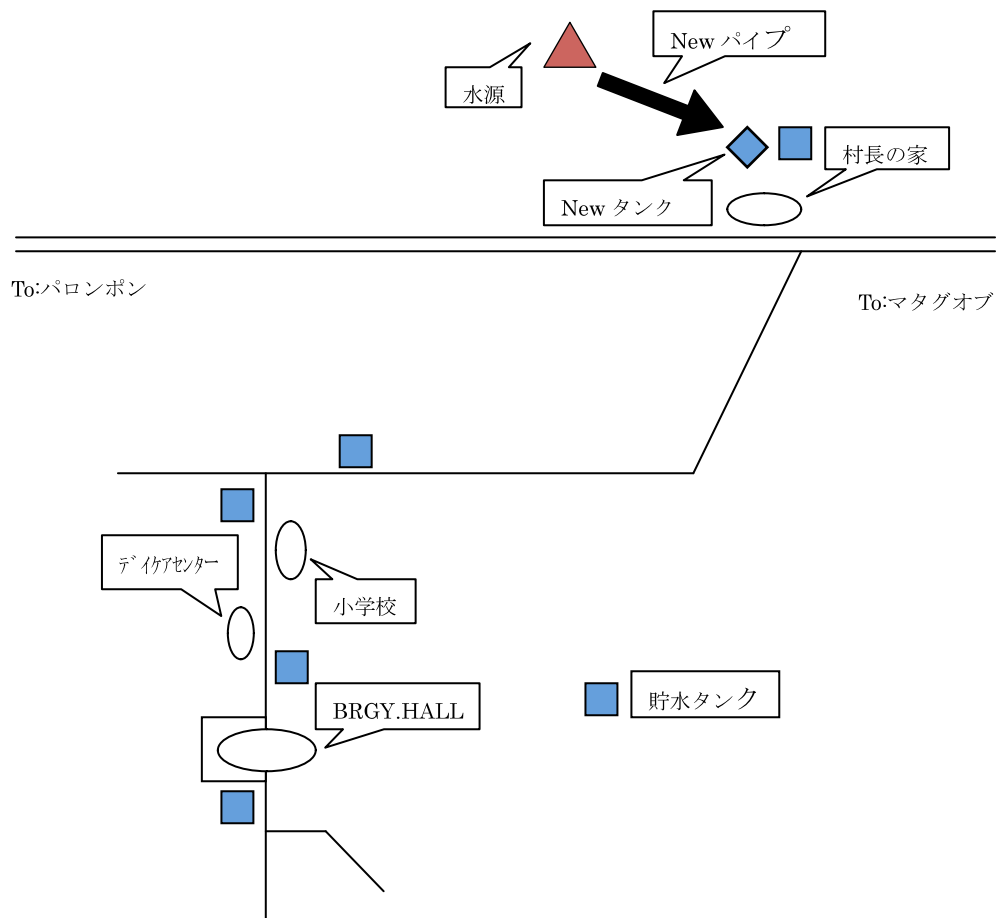 New パイプ
水源
村長の家
New タンク
To:パロンポン
To:マタグオブ
ﾃﾞｲｹｱｾﾝﾀｰ
小学校
貯水タンク
BRGY.HALL